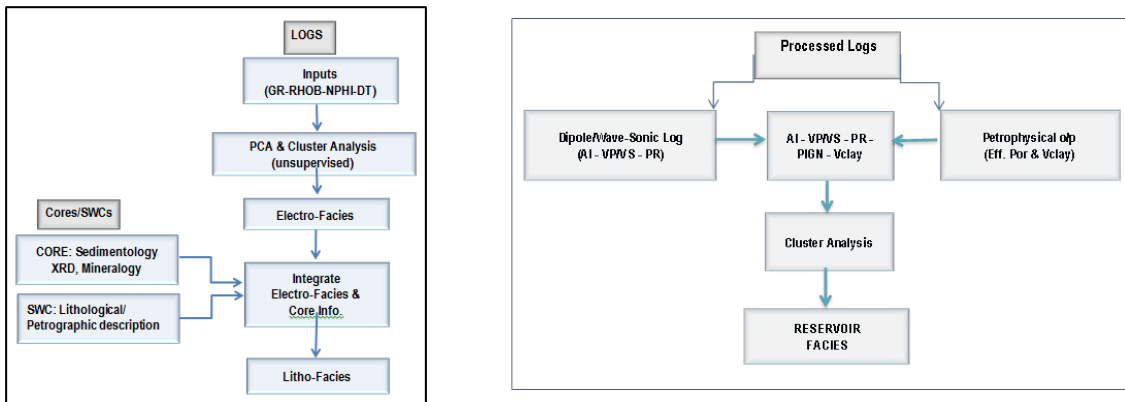 LOGS
Inputs
(GR-RHOB-NPHI-DT)
PCA & Cluster Analysis
(unsupervised)
Electro-Facies
Cores/SWCs
CORE: Sedimentology
XRD, Mineralogy
SWC: Lithological/
Petrographic description
Integrate
Electro-Facies &
Core Info.
Litho-Facies
Processed Logs
Dipole/Wave-Sonic Log
(AI - VP/VS - PR)
AI - VP/VS - PR -
PIGN - Vclay
Petrophysical o/p
(Eff. Por & Vclay)
Cluster Analysis
RESERVOIR
FACIES